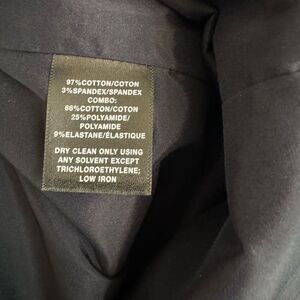 97%COTTON/COTON
3%SPANDEX/SPANDEX
COMBO:
66%COTTON/COTON
25%POLYAMIDE/
POLYAMIDE
9%ELASTANE/ÉLASTIQUE
DRY CLEAN ONLY USING
ANY SOLVENT EXCEPT
TRICHLOROETHYLENE;
LOW IRON